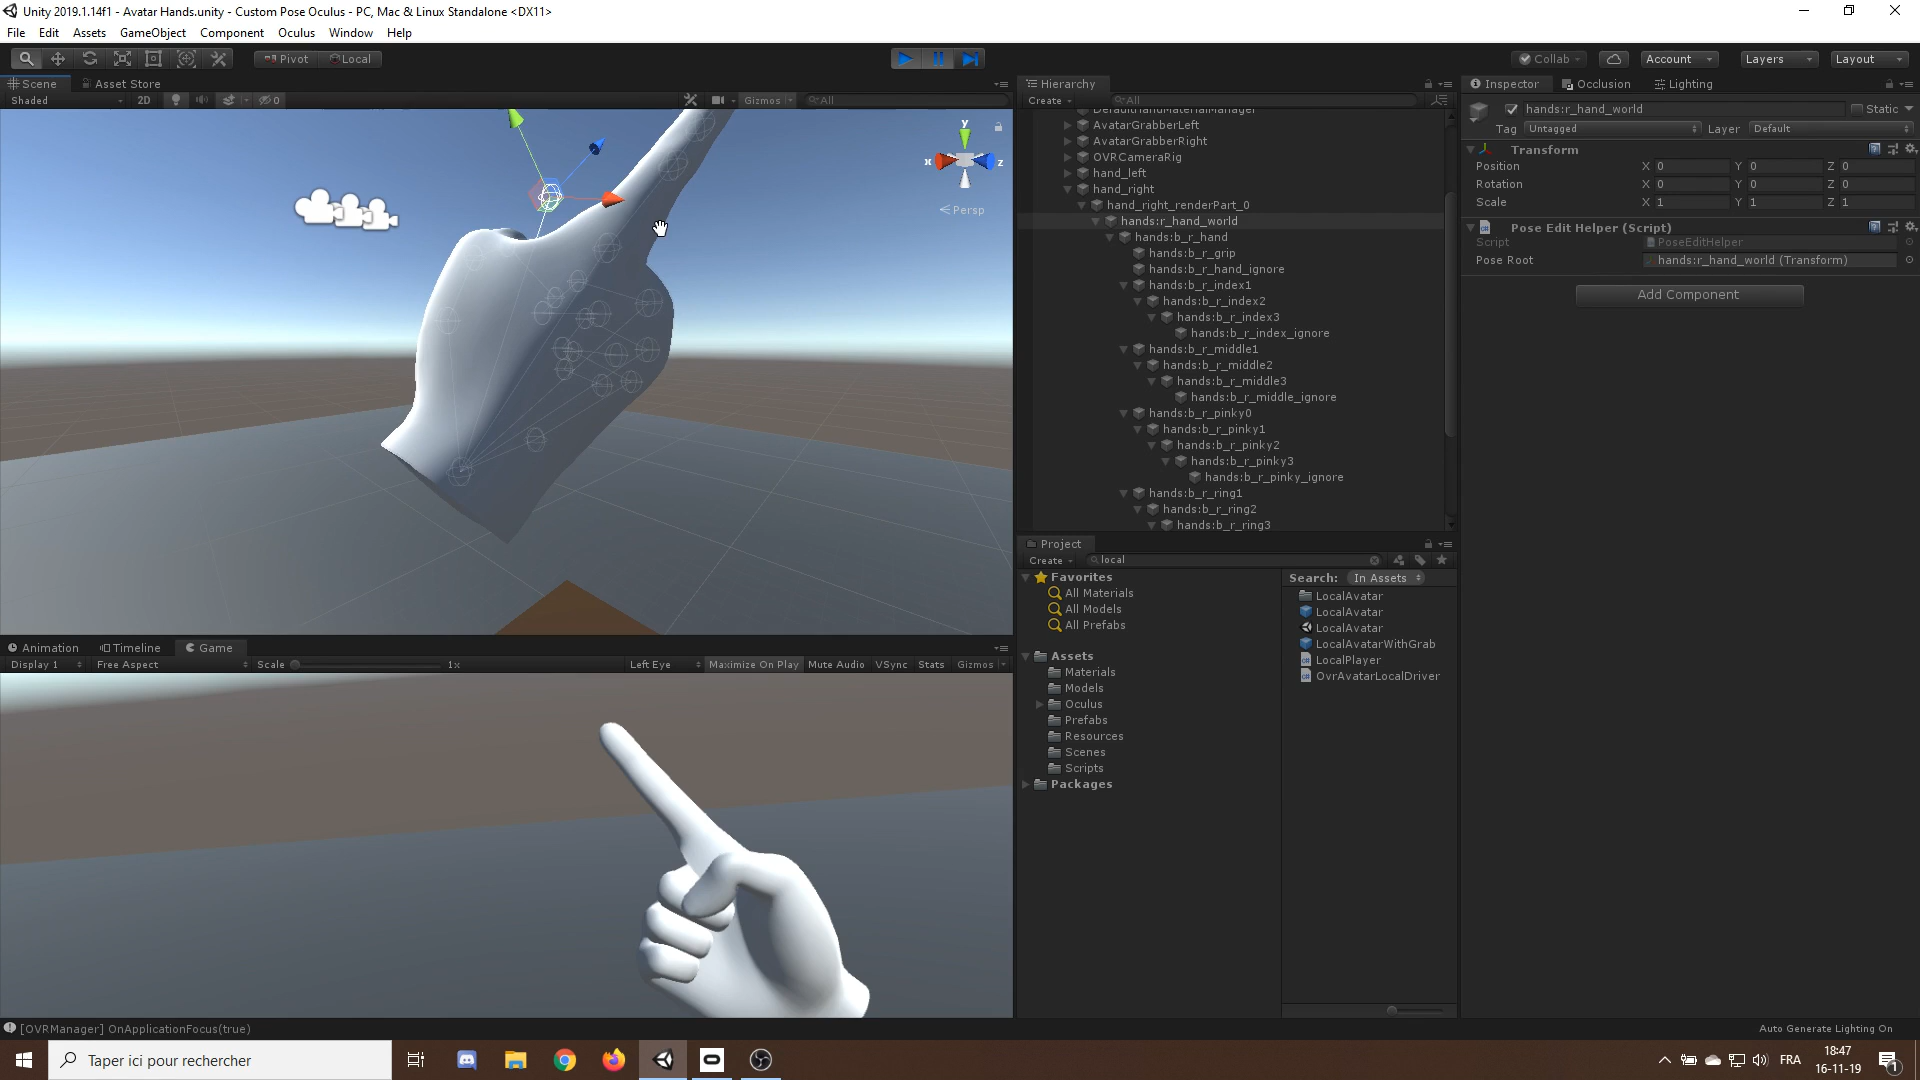 Unity 2019.1.14f1 - Avatar Hands.unity - Custom Pose Oculus - PC, Mac & Linux Standalone <DX11>
File Edit Assets GameObject Component Oculus Window Help
Pivot Local Collab Account Layers Layout
Scene Asset Store
Shaded 2D 0 Gizmos All
y
x z
Persp
Animation Timeline Game
Display 1 Free Aspect Scale 1x Left Eye Maximize On Play Mute Audio VSync Stats Gizmos
Hierarchy
Create All
DefaultHandMaterialManager
AvatarGrabberLeft
AvatarGrabberRight
OVRCameraRig
hand_left
hand_right
hand_right_renderPart_0
hands:r_hand_world
hands:b_r_hand
hands:b_r_grip
hands:b_r_hand_ignore
hands:b_r_index1
hands:b_r_index2
hands:b_r_index3
hands:b_r_index_ignore
hands:b_r_middle1
hands:b_r_middle2
hands:b_r_middle3
hands:b_r_middle_ignore
hands:b_r_pinky0
hands:b_r_pinky1
hands:b_r_pinky2
hands:b_r_pinky3
hands:b_r_pinky_ignore
hands:b_r_ring1
hands:b_r_ring2
hands:b_r_ring3
Project
Create local
Favorites
All Materials
All Models
All Prefabs
Assets
Materials
Models
Oculus
Prefabs
Resources
Scenes
Scripts
Packages
Search: In Assets
LocalAvatar
LocalAvatar
LocalAvatar
LocalAvatarWithGrab
LocalPlayer
OvrAvatarLocalDriver
Inspector Occlusion Lighting
hands:r_hand_world Static
Tag Untagged Layer Default
Transform
Position X 0 Y 0 Z 0
Rotation X 0 Y 0 Z 0
Scale X 1 Y 1 Z 1
Pose Edit Helper (Script)
Script PoseEditHelper
Pose Root hands:r_hand_world (Transform)
Add Component
[OVRManager] OnApplicationFocus(true)
Auto Generate Lighting On
Taper ici pour rechercher
FRA
18:47
16-11-19
1